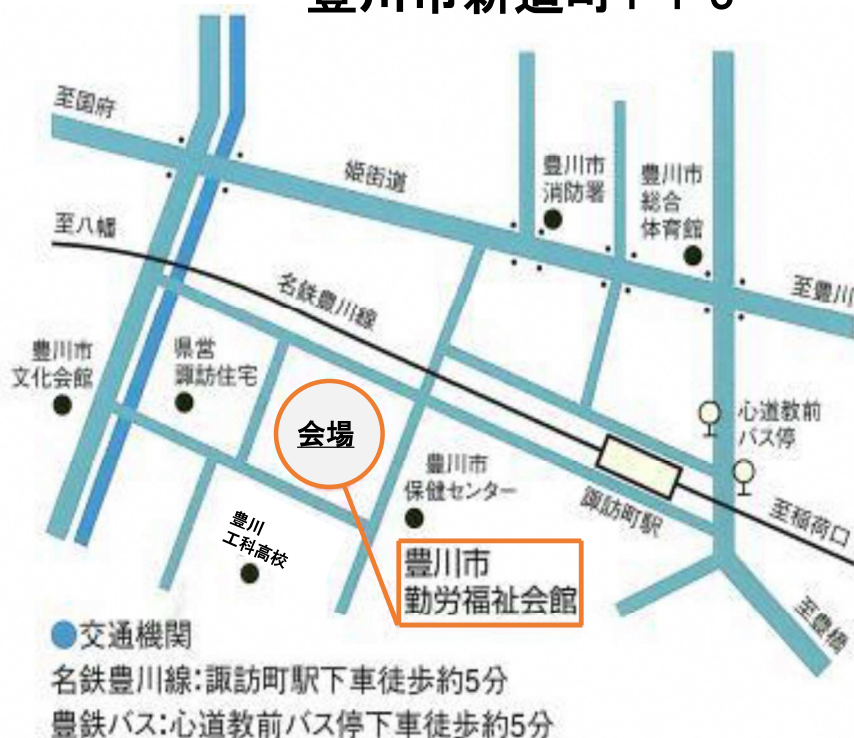 至国府
姫街道
豊川市
消防署
豊川市
総合
体育館
至八幡
名鉄豊川線
至豊川
豊川市
文化会館
県営
諏訪住宅
会場
心道教前
バス停
豊川市
保健センター
諏訪町駅
至稲荷口
豊川
工科高校
豊川市
勤労福祉会館
至豊橋
●交通機関
名鉄豊川線:諏訪町駅下車徒歩約5分
豊鉄バス:心道教前バス停下車徒歩約5分